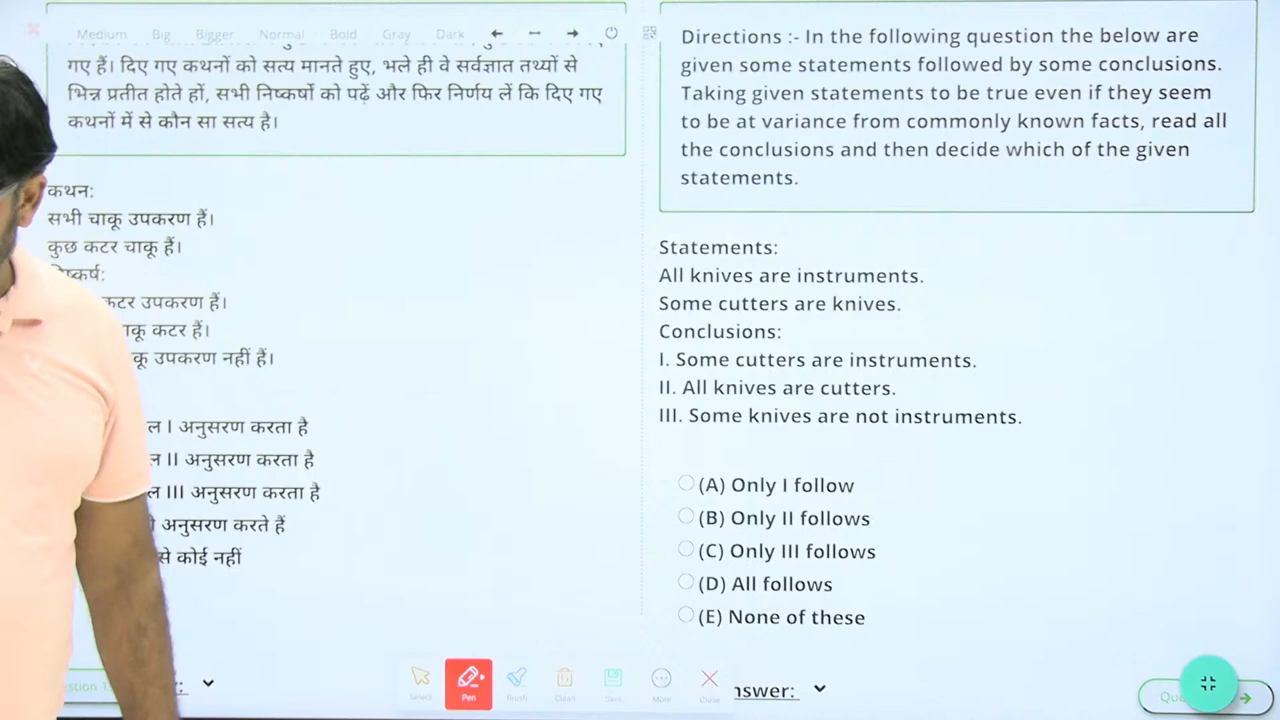 Medium Big Bigger Normal Bold Gray Dark
गए हैं। दिए गए कथनों को सत्य मानते हुए, भले ही वे सर्वज्ञात तथ्यों से
भिन्न प्रतीत होते हों, सभी निष्कर्षों को पढ़ें और फिर निर्णय लें कि दिए गए
कथनों में से कौन सा सत्य है।
कथन:
सभी चाकू उपकरण हैं।
कुछ कटर चाकू हैं।
कटर उपकरण हैं।
कटर हैं।
उपकरण नहीं हैं।
I अनुसरण करता है
II अनुसरण करता है
III अनुसरण करता है
अनुसरण करते हैं
से कोई नहीं
Directions :- In the following question the below are
given some statements followed by some conclusions.
Taking given statements to be true even if they seem
to be at variance from commonly known facts, read all
the conclusions and then decide which of the given
statements.
Statements:
All knives are instruments.
Some cutters are knives.
Conclusions:
I. Some cutters are instruments.
II. All knives are cutters.
III. Some knives are not instruments.
(A) Only I follow
(B) Only II follows
(C) Only III follows
(D) All follows
(E) None of these
Select Pen Brush Clean Save More Close